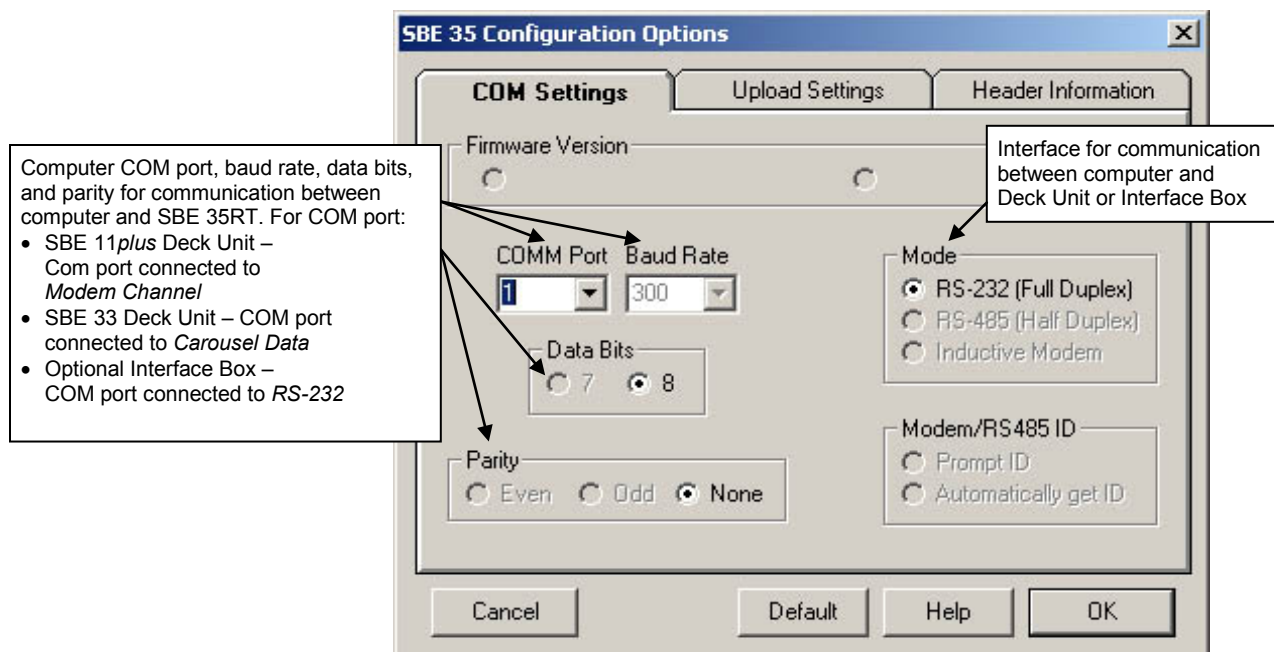 SBE 35 Configuration Options
COM Settings
Upload Settings
Header Information
Firmware Version
Computer COM port, baud rate, data bits,
and parity for communication between
computer and SBE 35RT. For COM port:
• SBE 11plus Deck Unit –
Com port connected to
Modem Channel
• SBE 33 Deck Unit – COM port
connected to Carousel Data
• Optional Interface Box –
COM port connected to RS-232
Interface for communication
between computer and
Deck Unit or Interface Box
COMM Port Baud Rate
1 300
Data Bits
7 8
Parity
Even Odd None
Mode
RS-232 (Full Duplex)
RS-485 (Half Duplex)
Inductive Modem
Modem/RS485 ID
Prompt ID
Automatically get ID
Cancel Default Help OK